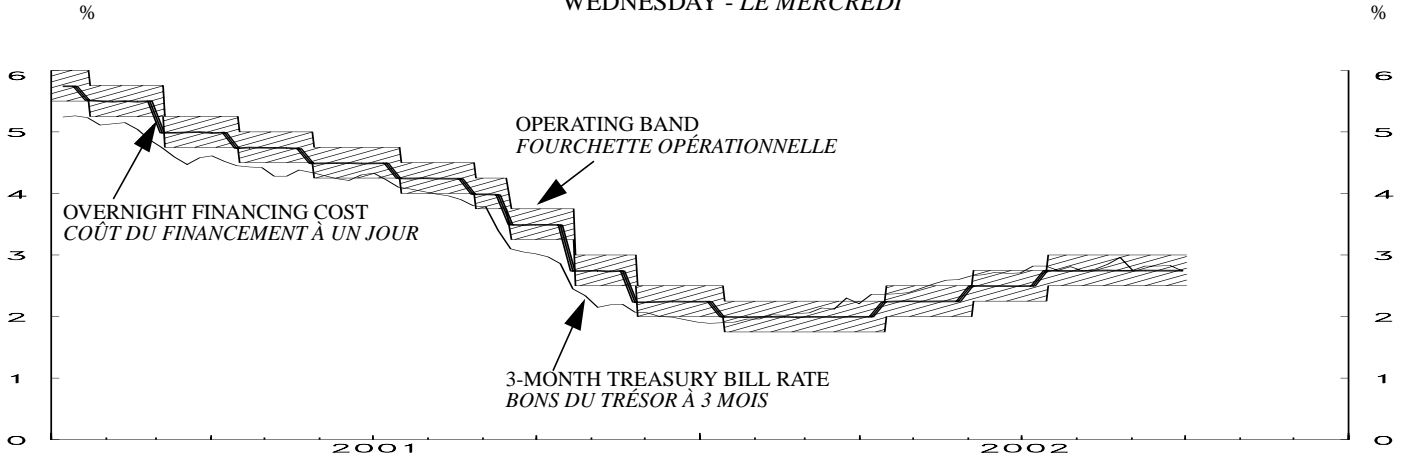 WEDNESDAY - LE MERCREDI
% %
6 6
5 5
OPERATING BAND
FOURCHETTE OPÉRATIONNELLE
4 4
OVERNIGHT FINANCING COST
COÛT DU FINANCEMENT À UN JOUR
3 3
2 2
3-MONTH TREASURY BILL RATE
BONS DU TRÉSOR À 3 MOIS
1 1
0 0
2001 2002